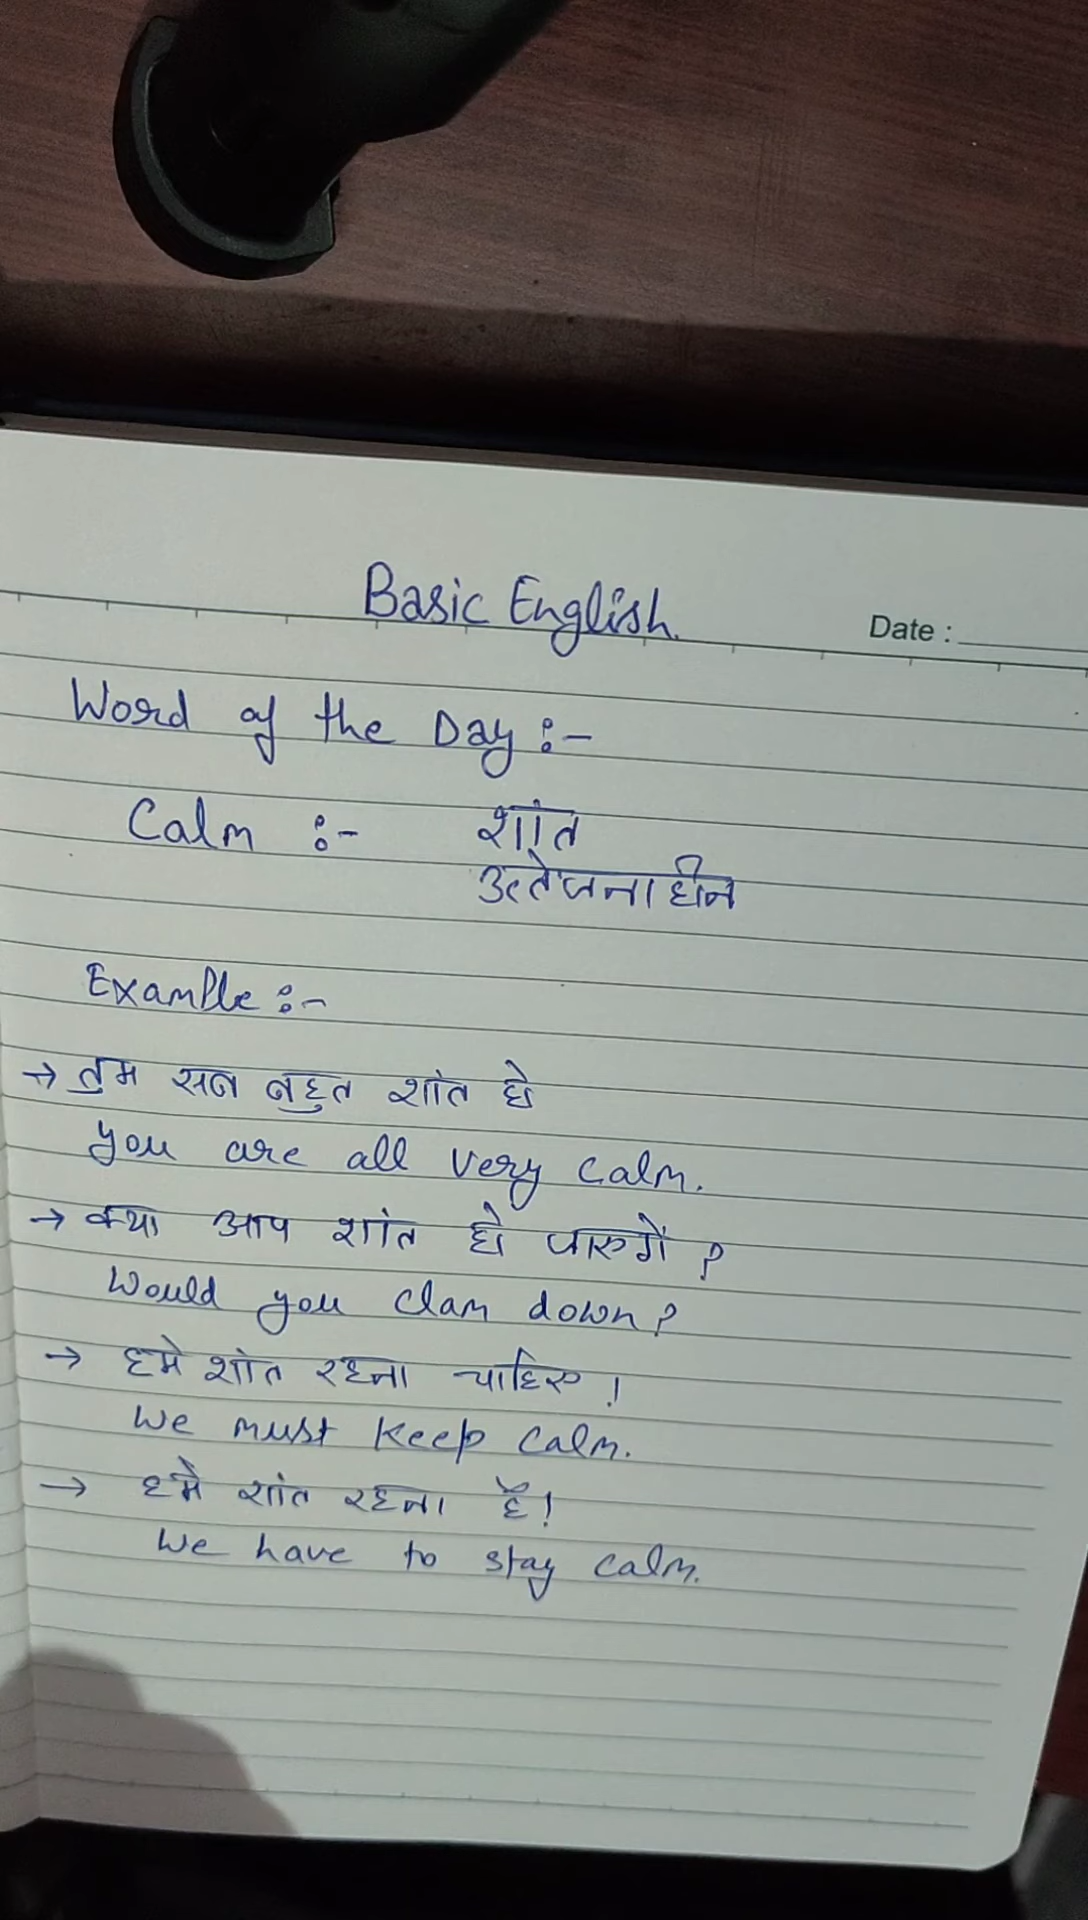 Basic English
Date :
Word of the Day :-
Calm :- शांत
उत्तेजनाहीन
Example :-
→ तुम सब बहुत शांत हो
you are all very calm.
→ क्या आप शांत हो पाएगें ?
Would you clam down?
→ हमे शांत रहना चाहिए !
We must keep calm.
→ हमे शांत रहना है !
We have to stay calm.